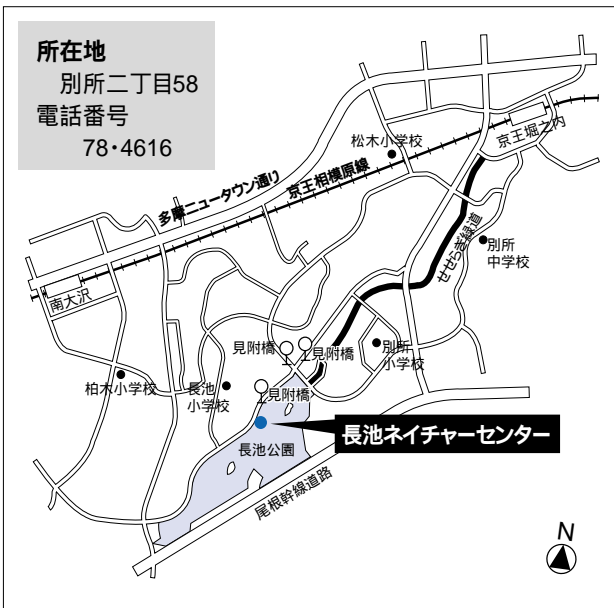 所在地
別所二丁目58
電話番号
78・4616
松木小学校
京王堀之内
多摩ニュータウン通り
京王相模原線
せせらぎ緑道
別所
中学校
南大沢
見附橋
見附橋
別所
小学校
柏木小学校
長池
小学校
見附橋
長池ネイチャーセンター
長池公園
尾根幹線道路
N